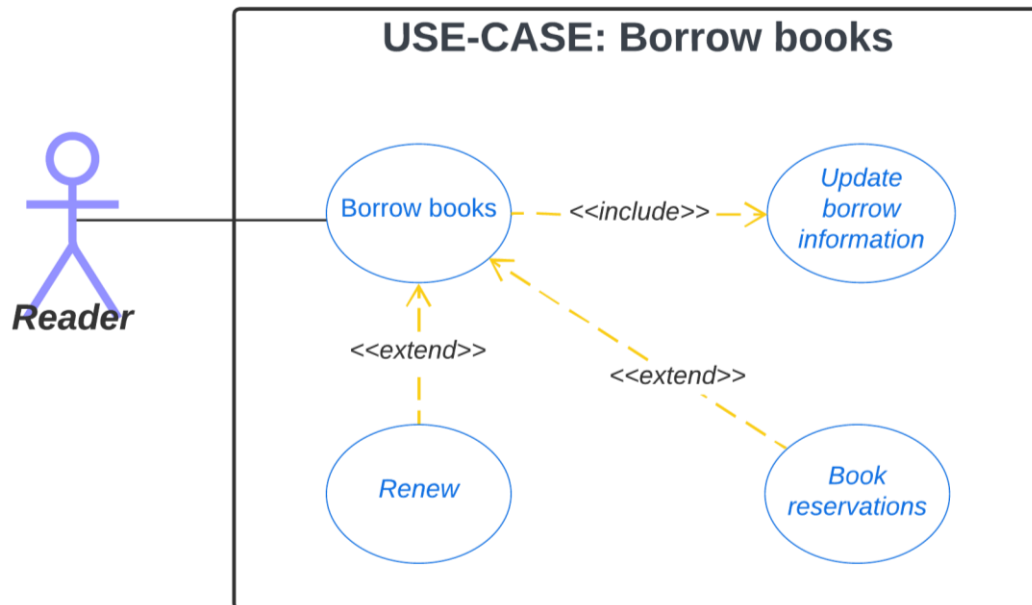 USE-CASE: Borrow books
Borrow books
<<include>>
Update
borrow
information
Reader
<<extend>>
<<extend>>
Renew
Book
reservations